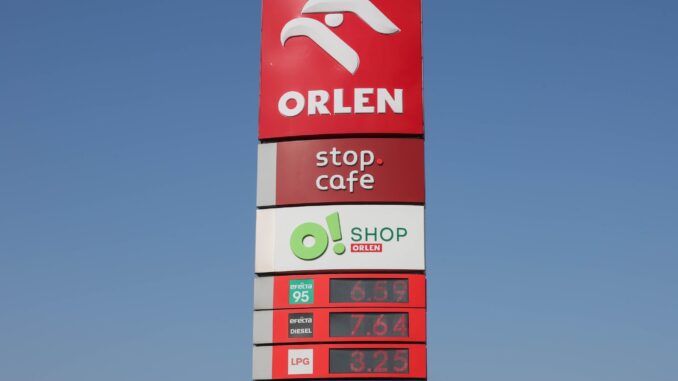 ORLEN
stop.
cafe
O! SHOP
ORLEN
efecta
95
6.59
efecta
DIESEL
7.64
LPG
3.25